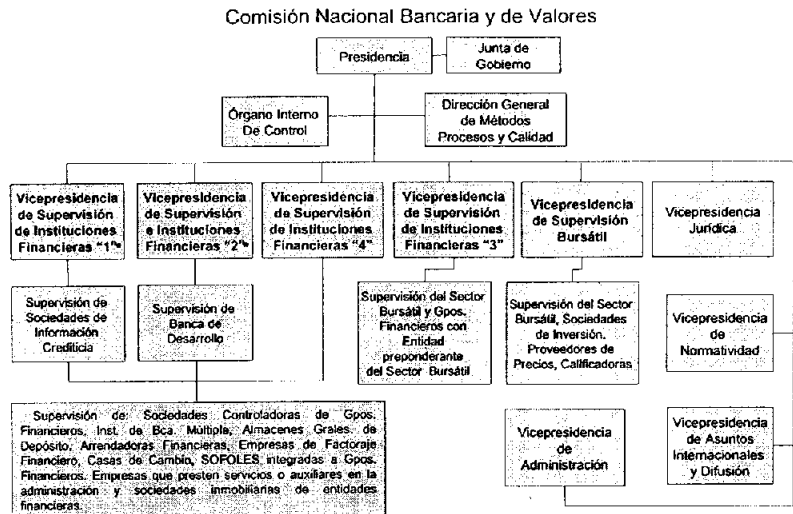 Comisión Nacional Bancaria y de Valores
Presidencia
Junta de
Gobierno
Órgano Interno
De Control
Dirección General
de Métodos
Procesos y Calidad
Vicepresidencia
de Supervisión
de Instituciones
Financieras "1"
Vicepresidencia
de Supervisión
e Instituciones
Financieras "2"
Vicepresidencia
de Supervisión
de Instituciones
Financieras "4"
Vicepresidencia
de Supervisión
de Instituciones
Financieras "3"
Vicepresidencia
de Supervisión
Bursátil
Vicepresidencia
Jurídica
Supervisión de
Sociedades de
Información
Crediticia
Supervisión de
Banca de
Desarrollo
Supervisión del Sector
Bursátil y Gpos.
Financieros con
Entidad
preponderante
del Sector Bursátil
Supervisión del Sector
Bursátil, Sociedades
de Inversión.
Proveedores de
Precios, Calificadoras
Vicepresidencia
de
Normatividad
Supervisión de: Sociedades Controladoras de Gpos.
Financieros, Inst. de Bca. Múltiple, Almacenes Grales. de
Depósito, Arrendadoras Financieras, Empresas de Factoraje
Financiero, Casas de Cambio, SOFOLES integradas a Gpos.
Financieros. Empresas que presten servicios o auxiliares en la
administración y sociedades inmobiliarias de entidades
financieras.
Vicepresidencia
de
Administración
Vicepresidencia
de Asuntos
Internacionales
y Difusión